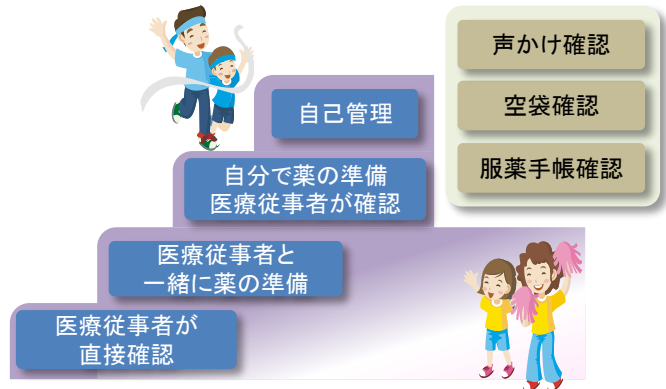 声かけ確認
空袋確認
服薬手帳確認
自己管理
自分で薬の準備
医療従事者が確認
医療従事者と
一緒に薬の準備
医療従事者が
直接確認